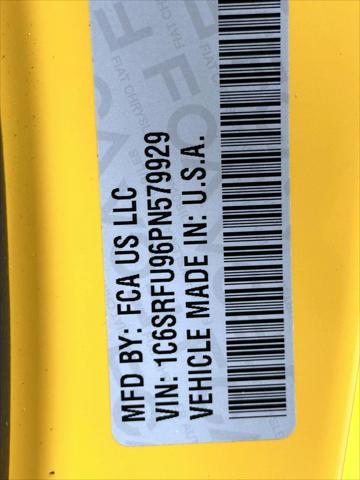 MFD BY: FCA US LLC
VIN: 1C6SRFU96PN579929
VEHICLE MADE IN: U.S.A.